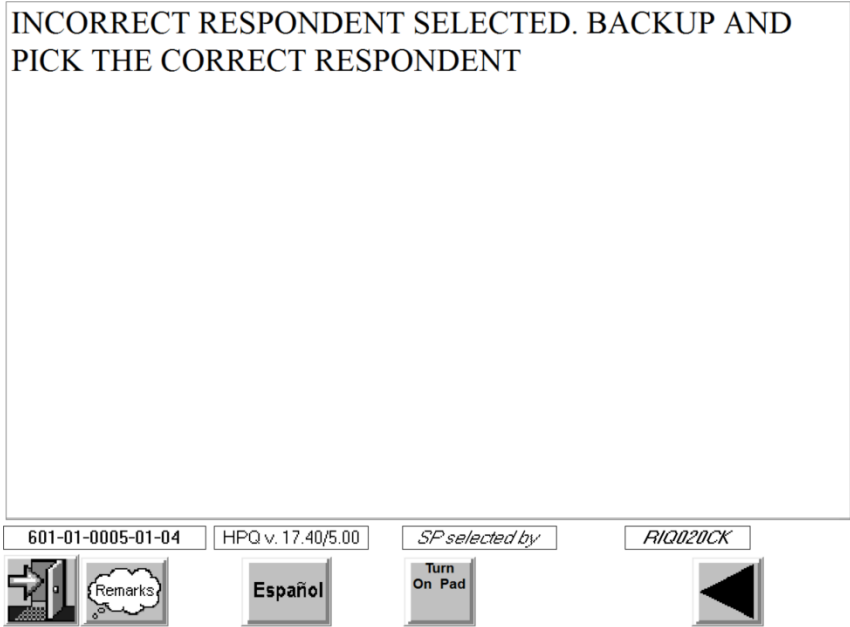 INCORRECT RESPONDENT SELECTED. BACKUP AND
PICK THE CORRECT RESPONDENT
601-01-0005-01-04
HPQ v. 17.40/5.00
SP selected by
RIQ020CK
Remarks
Español
Turn
On Pad